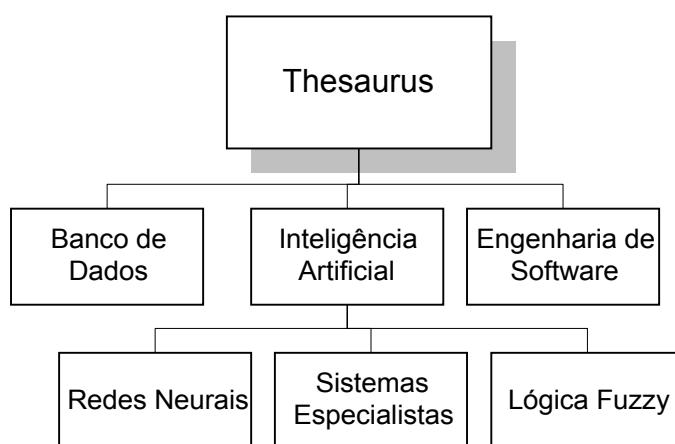 Thesaurus
Banco de
Dados
Inteligência
Artificial
Engenharia de
Software
Redes Neurais
Sistemas
Especialistas
Lógica Fuzzy